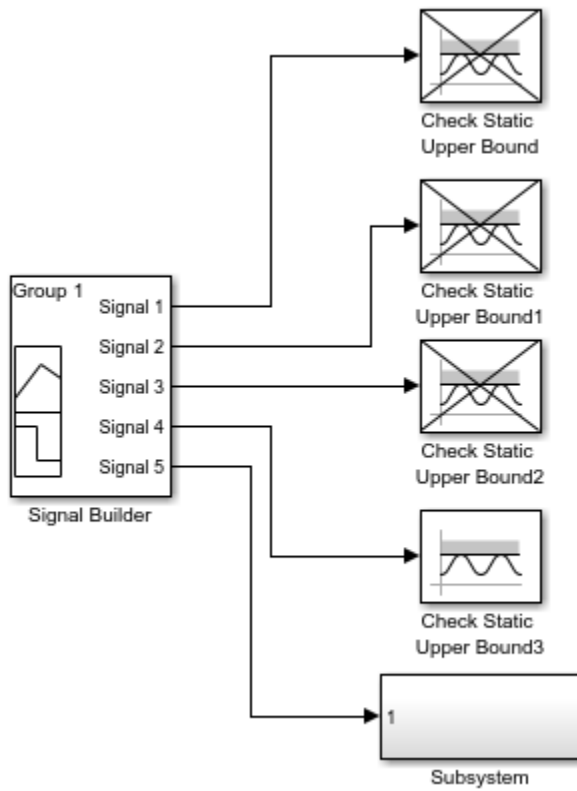 Check Static
Upper Bound
Check Static
Upper Bound1
Group 1
Signal 1
Signal 2
Signal 3
Signal 4
Signal 5
Signal Builder
Check Static
Upper Bound2
Check Static
Upper Bound3
1
Subsystem